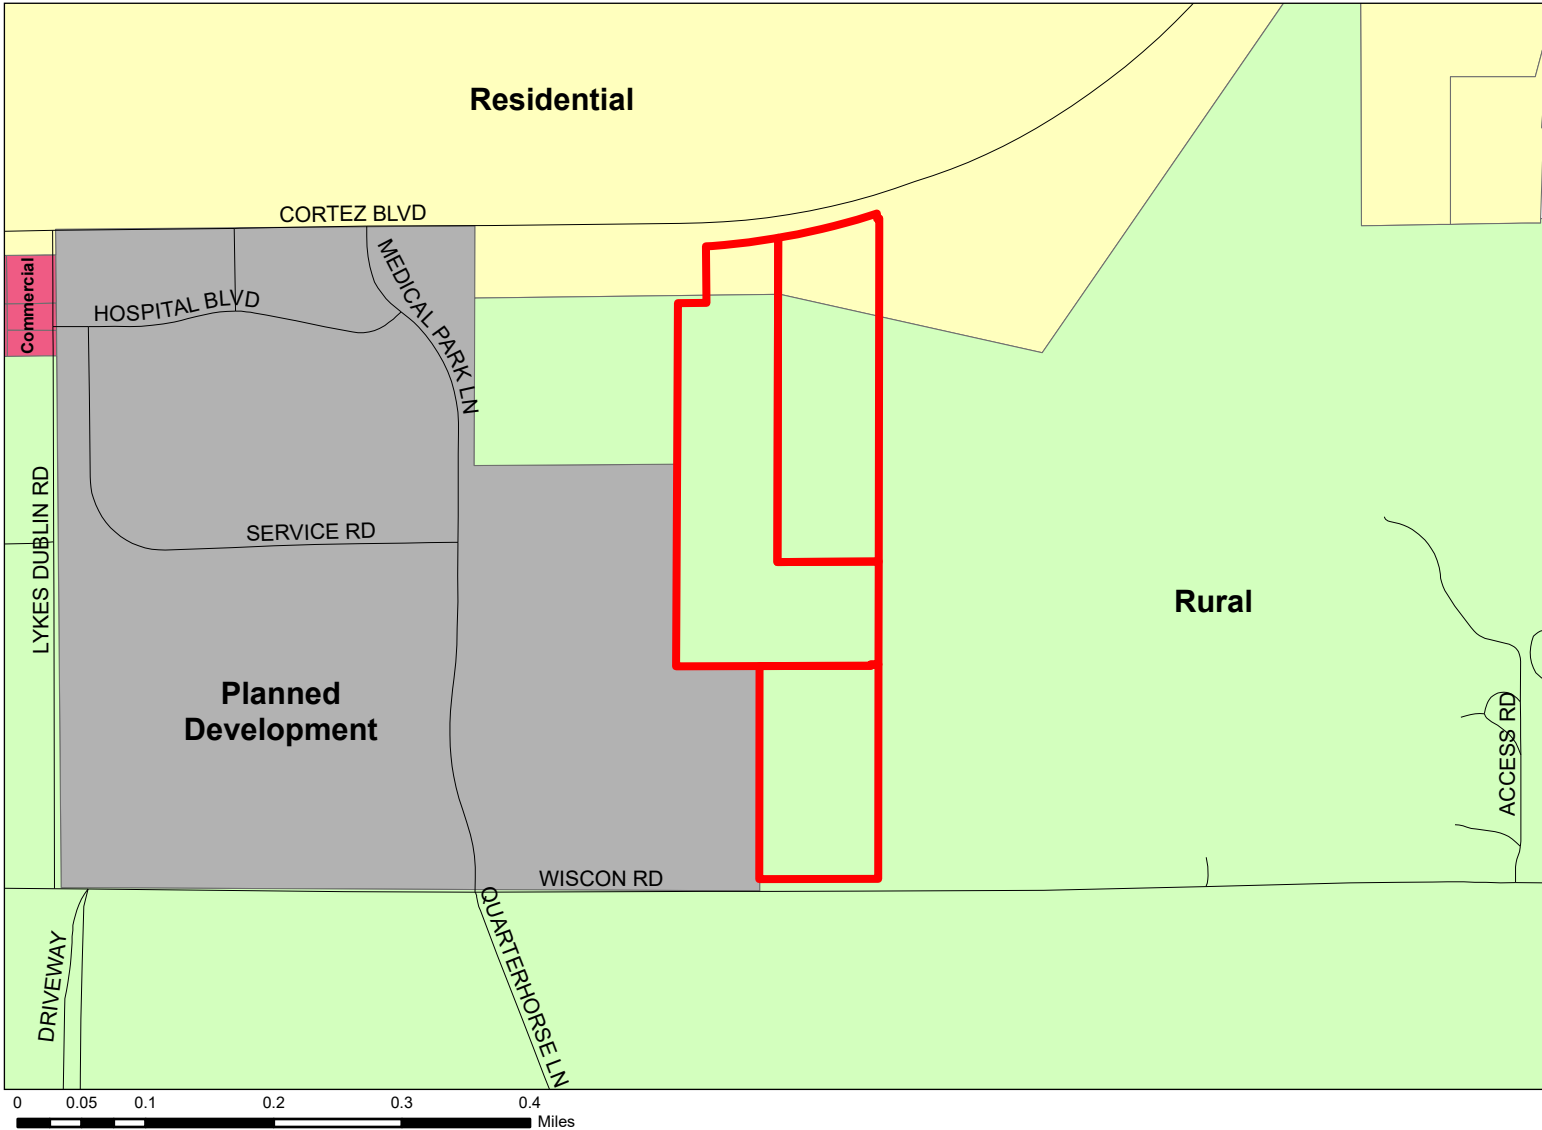 Residential
CORTEZ BLVD
MEDICAL PARK LN
Commercial
HOSPITAL BLVD
LYKES DUBLIN RD
SERVICE RD
Rural
Planned
Development
ACCESS RD
WISCON RD
QUARTERHORSE LN
DRIVEWAY
0 0.05 0.1 0.2 0.3 0.4
Miles